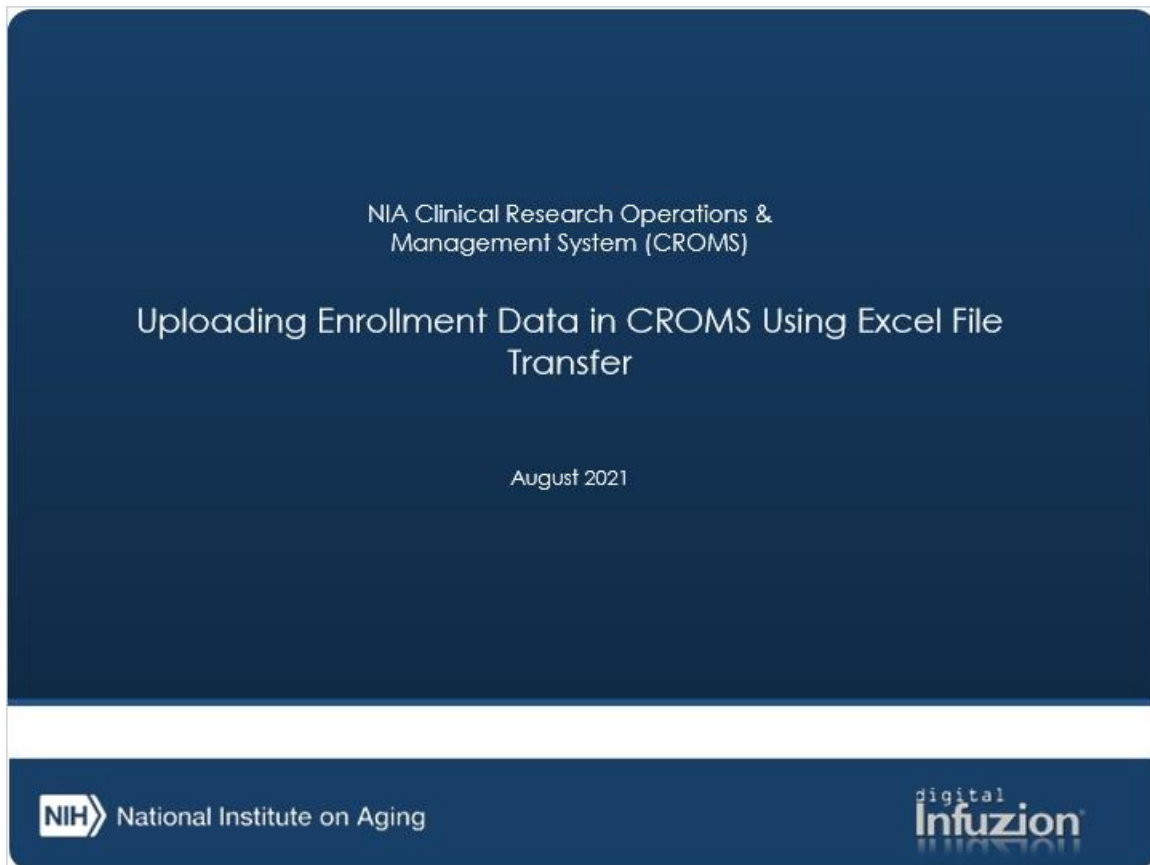 NIA Clinical Research Operations &
Management System (CROMS)
Uploading Enrollment Data in CROMS Using Excel File
Transfer
August 2021
NIH National Institute on Aging
digital
Infuzion